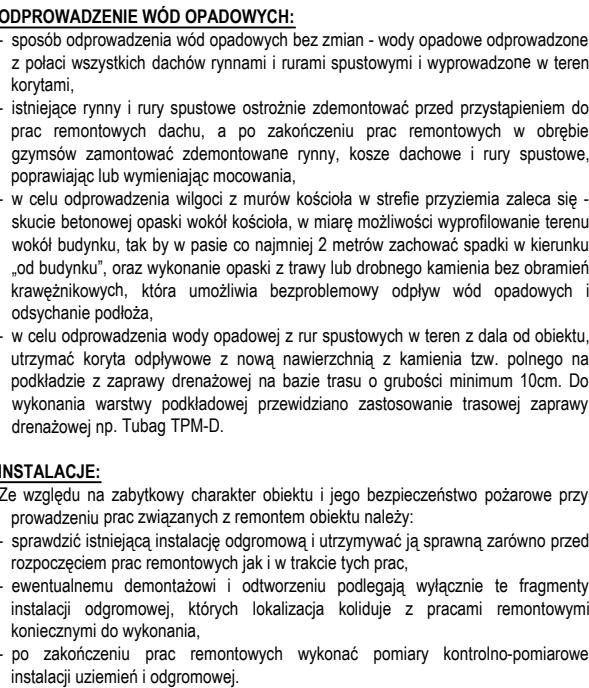 ODPROWADZENIE WÓD OPADOWYCH:
- sposób odprowadzenia wód opadowych bez zmian - wody opadowe odprowadzone
z połaci wszystkich dachów rynnami i rurami spustowymi i wyprowadzone w teren
korytami,
- istniejące rynny i rury spustowe ostrożnie zdemontować przed przystąpieniem do
prac remontowych dachu, a po zakończeniu prac remontowych w obrębie
gzymsów zamontować zdemontowane rynny, kosze dachowe i rury spustowe,
poprawiając lub wymieniając mocowania,
- w celu odprowadzenia wilgoci z murów kościoła w strefie przyziemia zaleca się -
skucie betonowej opaski wokół kościoła, w miarę możliwości wyprofilowanie terenu
wokół budynku, tak by w pasie co najmniej 2 metrów zachować spadki w kierunku
„od budynku”, oraz wykonanie opaski z trawy lub drobnego kamienia bez obramień
krawężnikowych, która umożliwia bezproblemowy odpływ wód opadowych i
odsychanie podłoża,
- w celu odprowadzenia wody opadowej z rur spustowych w teren z dala od obiektu,
utrzymać koryta odpływowe z nową nawierzchnią z kamienia tzw. polnego na
podkładzie z zaprawy drenażowej na bazie trasu o grubości minimum 10cm. Do
wykonania warstwy podkładowej przewidziano zastosowanie trasowej zaprawy
drenażowej np. Tubag TPM-D.
INSTALACJE:
Ze względu na zabytkowy charakter obiektu i jego bezpieczeństwo pożarowe przy
prowadzeniu prac związanych z remontem obiektu należy:
- sprawdzić istniejącą instalację odgromową i utrzymywać ją sprawną zarówno przed
rozpoczęciem prac remontowych jak i w trakcie tych prac,
- ewentualnemu demontażowi i odtworzeniu podlegają wyłącznie te fragmenty
instalacji odgromowej, których lokalizacja koliduje z pracami remontowymi
koniecznymi do wykonania,
- po zakończeniu prac remontowych wykonać pomiary kontrolno-pomiarowe
instalacji uziemień i odgromowej.